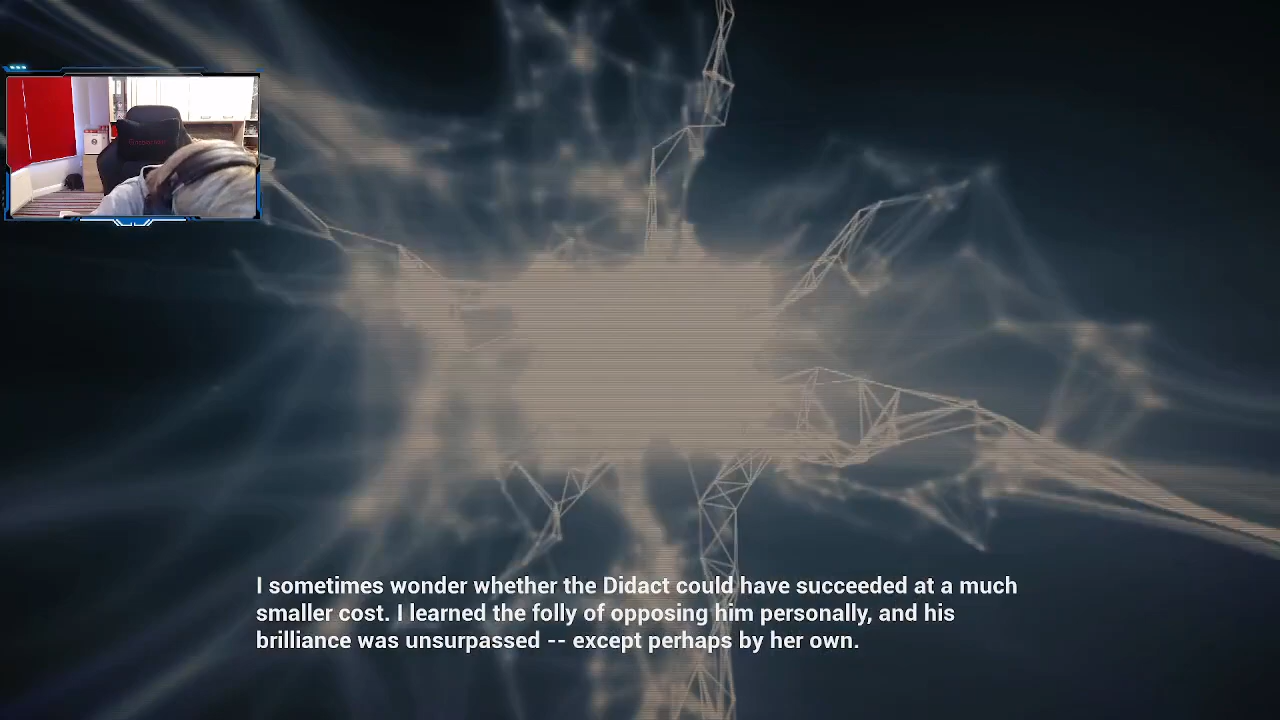 I sometimes wonder whether the Didact could have succeeded at a much
smaller cost. I learned the folly of opposing him personally, and his
brilliance was unsurpassed -- except perhaps by her own.